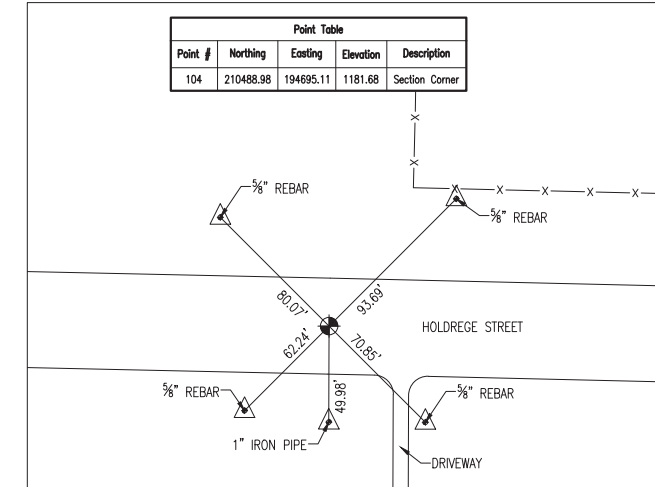 Point Table
Point # Northing Easting Elevation Description
104 210488.98 194695.11 1181.68 Section Corner
X
X
X X X X X
⅝" REBAR
⅝" REBAR
80.07'
93.69'
HOLDREGE STREET
62.24'
70.85'
49.98'
⅝" REBAR
⅝" REBAR
1" IRON PIPE
DRIVEWAY